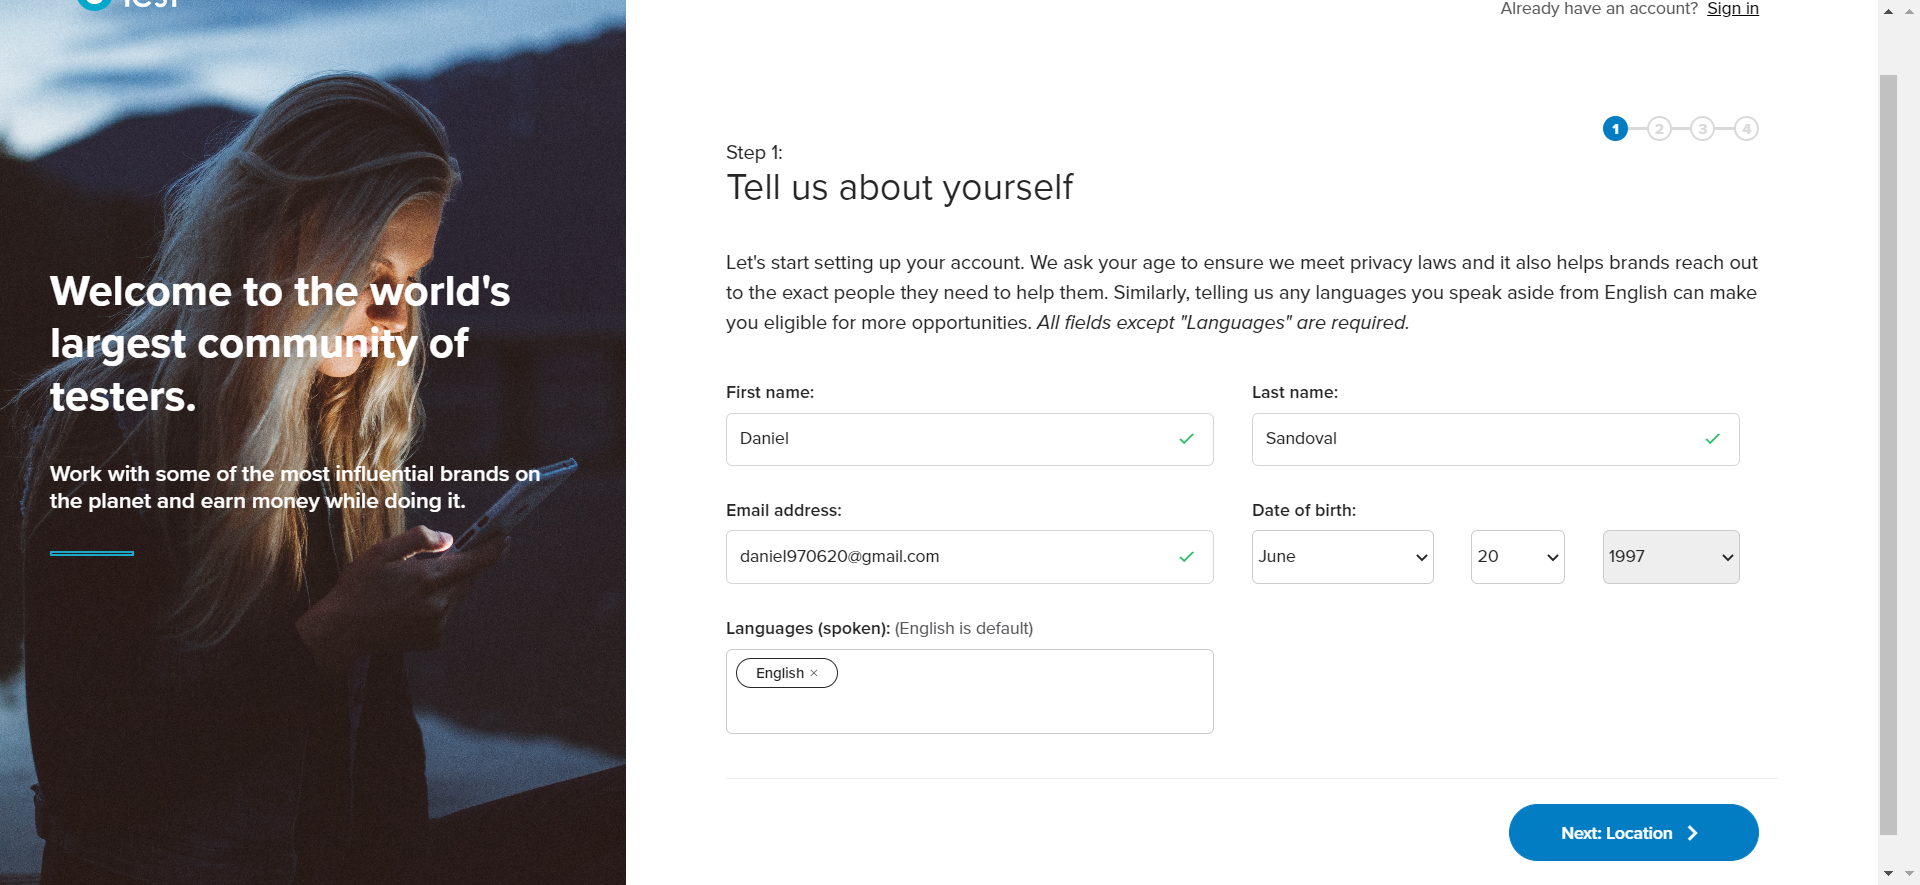 Already have an account? Sign in
1 2 3 4
Step 1:
Tell us about yourself
Let's start setting up your account. We ask your age to ensure we meet privacy laws and it also helps brands reach out
to the exact people they need to help them. Similarly, telling us any languages you speak aside from English can make
you eligible for more opportunities. All fields except "Languages" are required.
Welcome to the world's
largest community of
testers.
Work with some of the most influential brands on
the planet and earn money while doing it.
First name:
Daniel
Last name:
Sandoval
Email address:
daniel970620@gmail.com
Date of birth:
June 20 1997
Languages (spoken): (English is default)
English ×
Next: Location